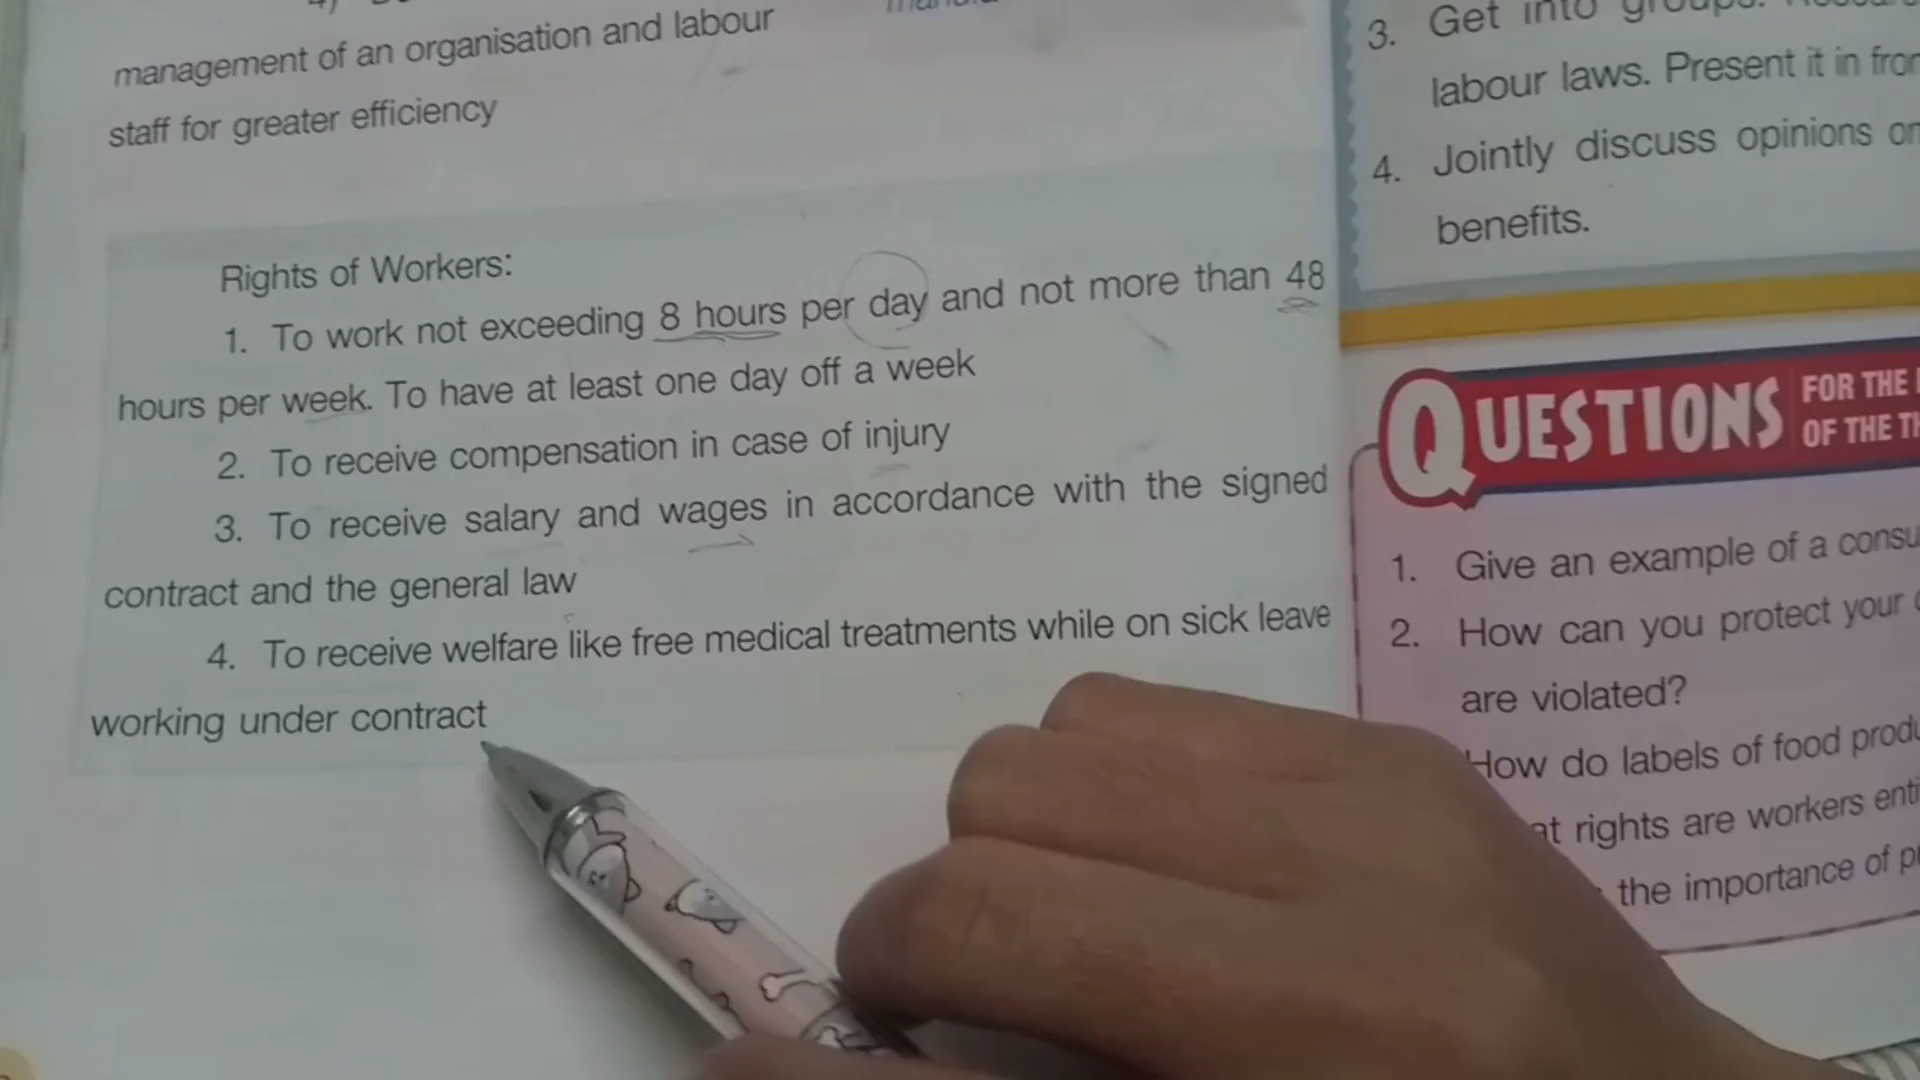 management of an organisation and labour
staff for greater efficiency
Rights of Workers:
1. To work not exceeding 8 hours per day and not more than 48
hours per week. To have at least one day off a week
2. To receive compensation in case of injury
3. To receive salary and wages in accordance with the signed
contract and the general law
4. To receive welfare like free medical treatments while on sick leave
working under contract
3. Get into groups.
labour laws. Present it in
4. Jointly discuss opinions
benefits.
QUESTIONS FOR THE
OF THE
1. Give an example of a
2. How can you protect your
are violated?
How do labels of food
rights are workers
the importance of